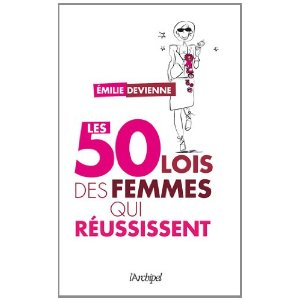 ÉMILIE DEVIENNE
LES
50 LOIS
DES FEMMES
QUI
RÉUSSISSENT
l'Archipel